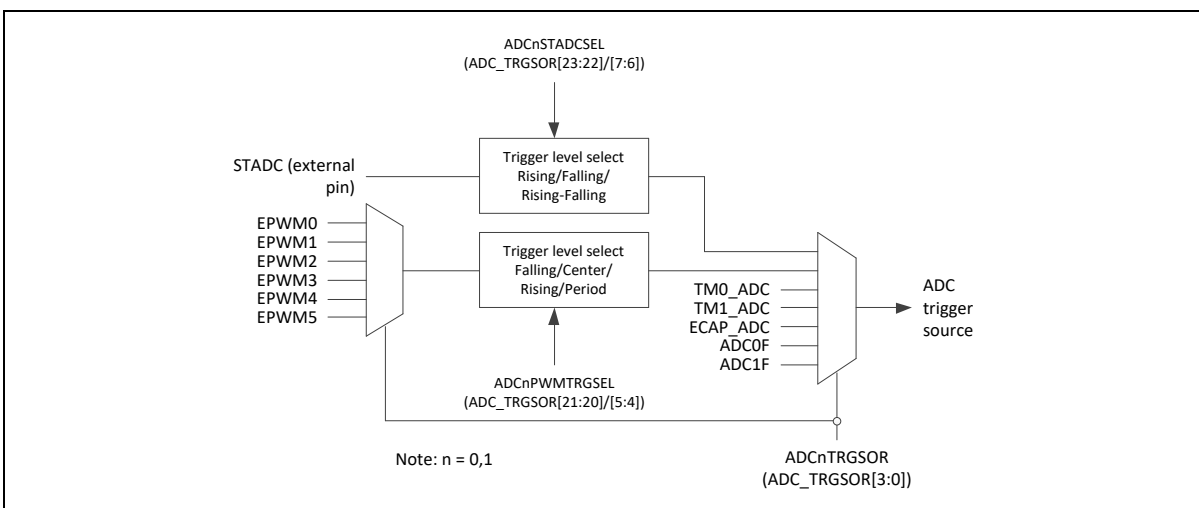 ADCnSTADCSEL
(ADC_TRGSOR[23:22]/[7:6])
STADC (external
pin)
Trigger level select
Rising/Falling/
Rising-Falling
EPWM0
EPWM1
EPWM2
EPWM3
EPWM4
EPWM5
Trigger level select
Falling/Center/
Rising/Period
TM0_ADC
TM1_ADC
ECAP_ADC
ADC0F
ADC1F
ADC
trigger
source
ADCnPWMTRGSEL
(ADC_TRGSOR[21:20]/[5:4])
Note: n = 0,1
ADCnTRGSOR
(ADC_TRGSOR[3:0])